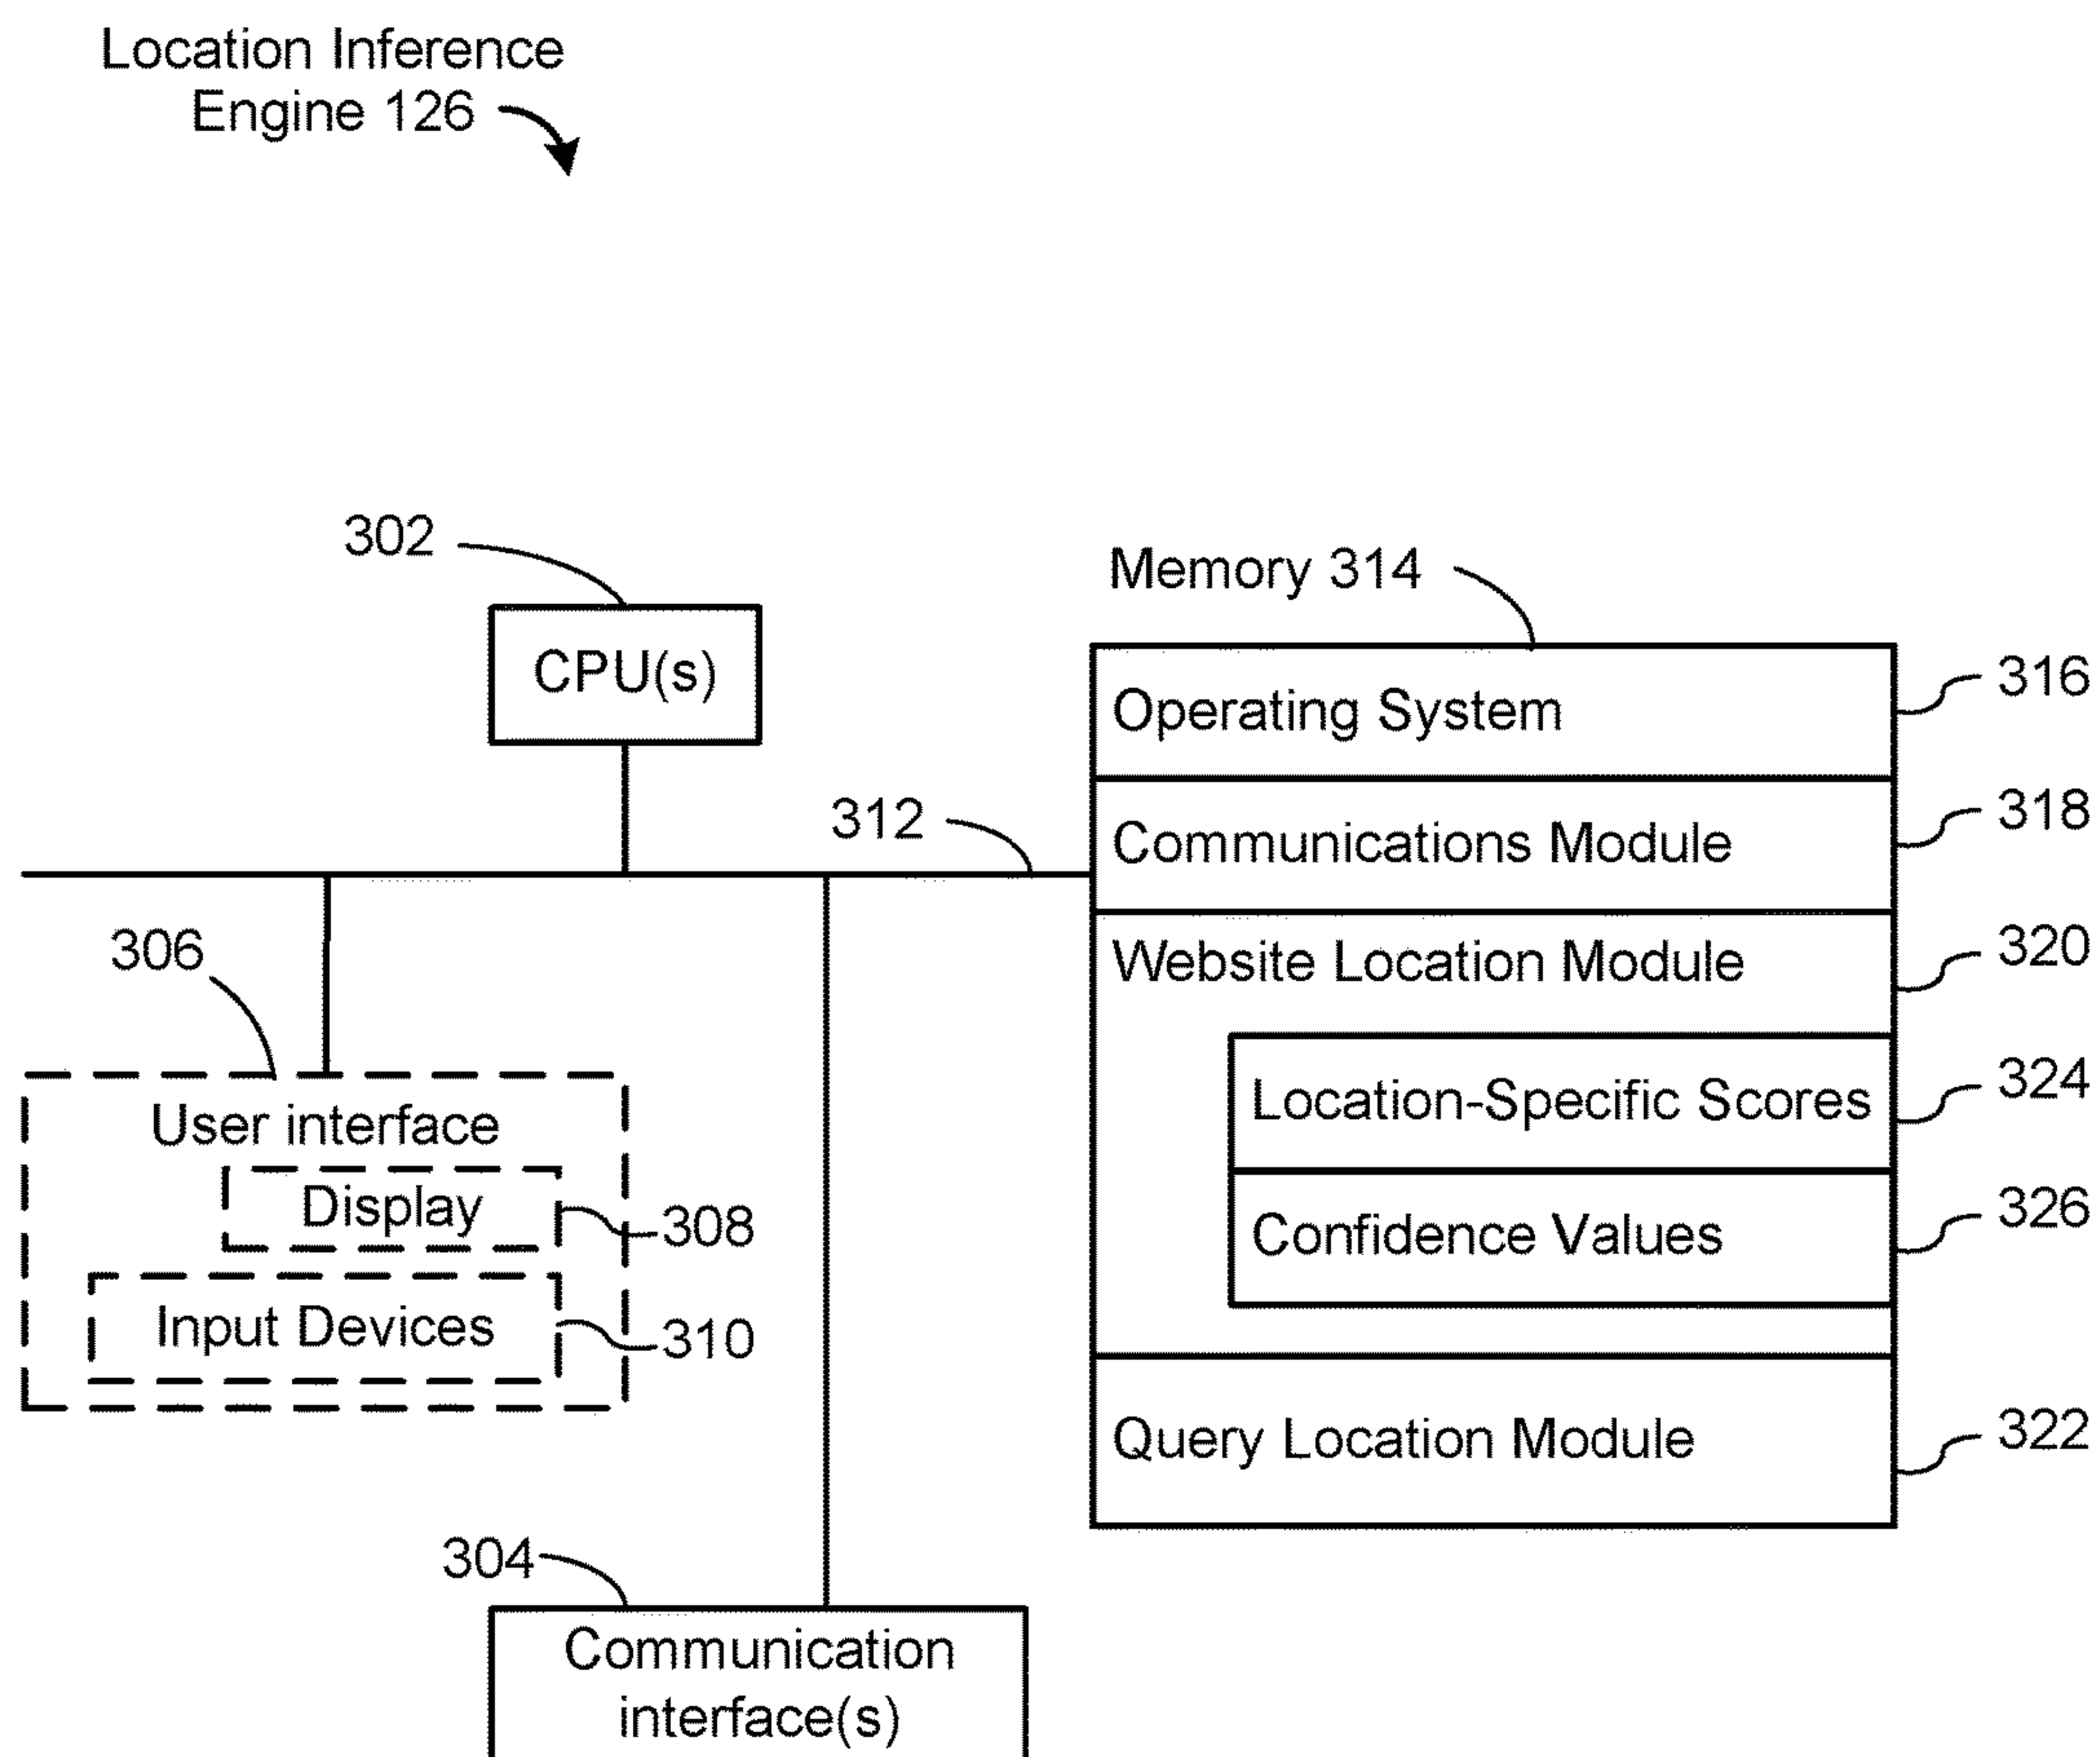 Location Inference
Engine 126
302
CPU(s)
312
306
User interface
Display
308
Input Devices
310
304
Communication
interface(s)
Memory 314
Operating System
316
Communications Module
318
Website Location Module
320
Location-Specific Scores
324
Confidence Values
326
Query Location Module
322